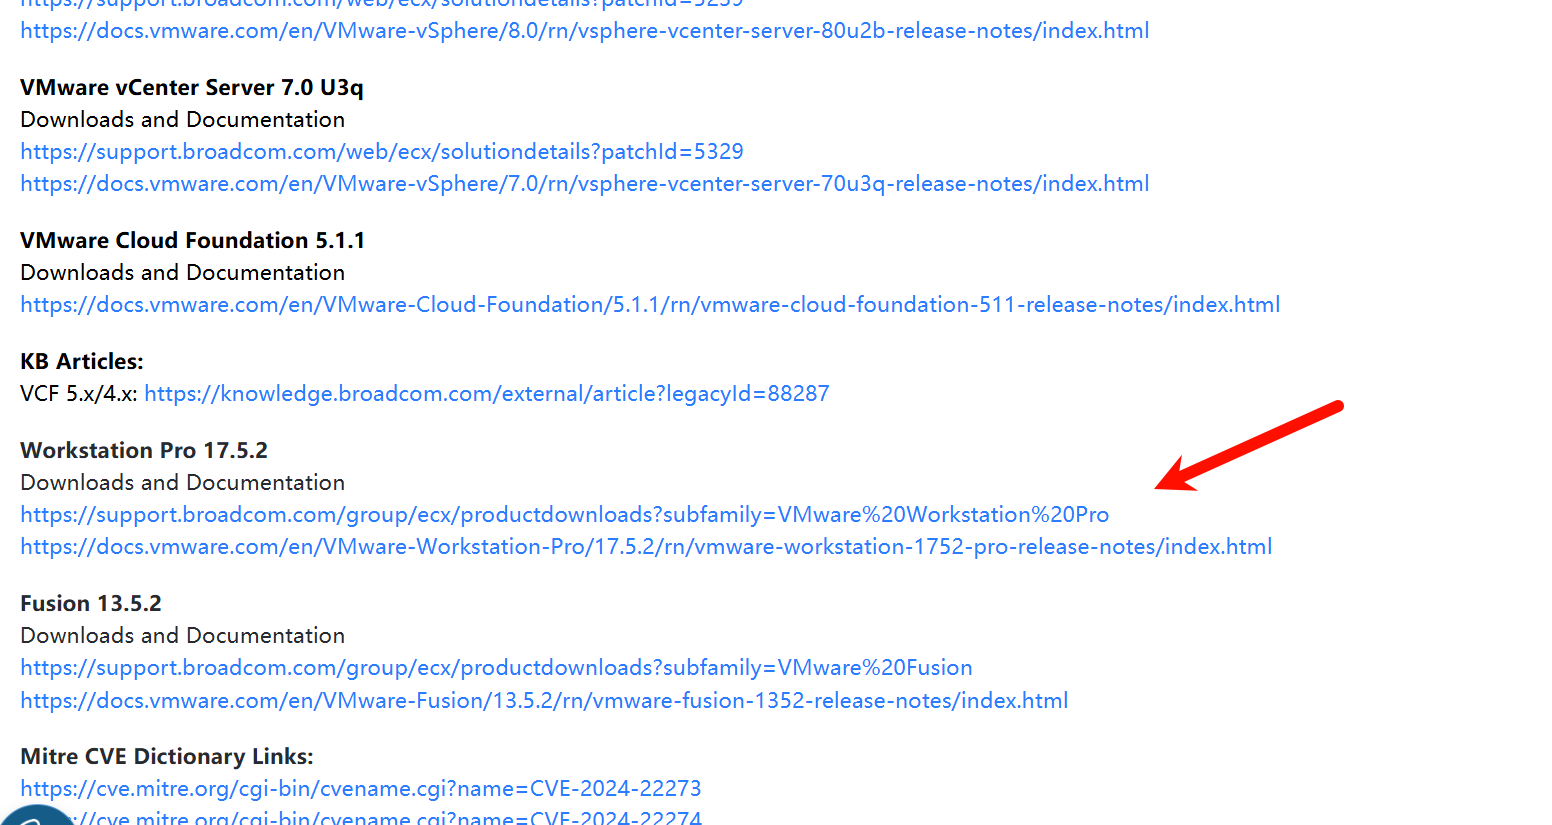 https://support.broadcom.com/web/ecx/solutiondetails?patchId=5239
https://docs.vmware.com/en/VMware-vSphere/8.0/rn/vsphere-vcenter-server-80u2b-release-notes/index.html
VMware vCenter Server 7.0 U3q
Downloads and Documentation
https://support.broadcom.com/web/ecx/solutiondetails?patchId=5329
https://docs.vmware.com/en/VMware-vSphere/7.0/rn/vsphere-vcenter-server-70u3q-release-notes/index.html
VMware Cloud Foundation 5.1.1
Downloads and Documentation
https://docs.vmware.com/en/VMware-Cloud-Foundation/5.1.1/rn/vmware-cloud-foundation-511-release-notes/index.html
KB Articles:
VCF 5.x/4.x: https://knowledge.broadcom.com/external/article?legacyId=88287
Workstation Pro 17.5.2
Downloads and Documentation
https://support.broadcom.com/group/ecx/productdownloads?subfamily=VMware%20Workstation%20Pro
https://docs.vmware.com/en/VMware-Workstation-Pro/17.5.2/rn/vmware-workstation-1752-pro-release-notes/index.html
Fusion 13.5.2
Downloads and Documentation
https://support.broadcom.com/group/ecx/productdownloads?subfamily=VMware%20Fusion
https://docs.vmware.com/en/VMware-Fusion/13.5.2/rn/vmware-fusion-1352-release-notes/index.html
Mitre CVE Dictionary Links:
https://cve.mitre.org/cgi-bin/cvename.cgi?name=CVE-2024-22273
://cve.mitre.org/cgi-bin/cvename.cgi?name=CVE-2024-22274